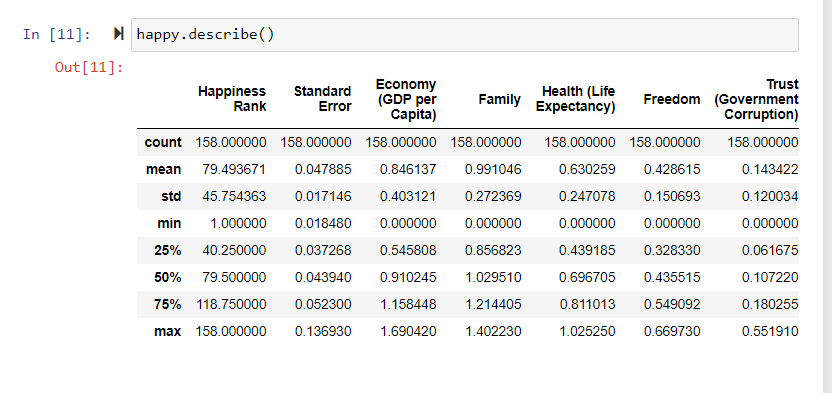 In [11]: happy.describe()
Out[11]:
Happiness Rank Standard Error Economy (GDP per Capita) Family Health (Life Expectancy) Freedom Trust (Government Corruption)
count 158.000000 158.000000 158.000000 158.000000 158.000000 158.000000 158.000000
mean 79.493671 0.047885 0.846137 0.991046 0.630259 0.428615 0.143422
std 45.754363 0.017146 0.403121 0.272369 0.247078 0.150693 0.120034
min 1.000000 0.018480 0.000000 0.000000 0.000000 0.000000 0.000000
25% 40.250000 0.037268 0.545808 0.856823 0.439185 0.328330 0.061675
50% 79.500000 0.043940 0.910245 1.029510 0.696705 0.435515 0.107220
75% 118.750000 0.052300 1.158448 1.214405 0.811013 0.549092 0.180255
max 158.000000 0.136930 1.690420 1.402230 1.025250 0.669730 0.551910